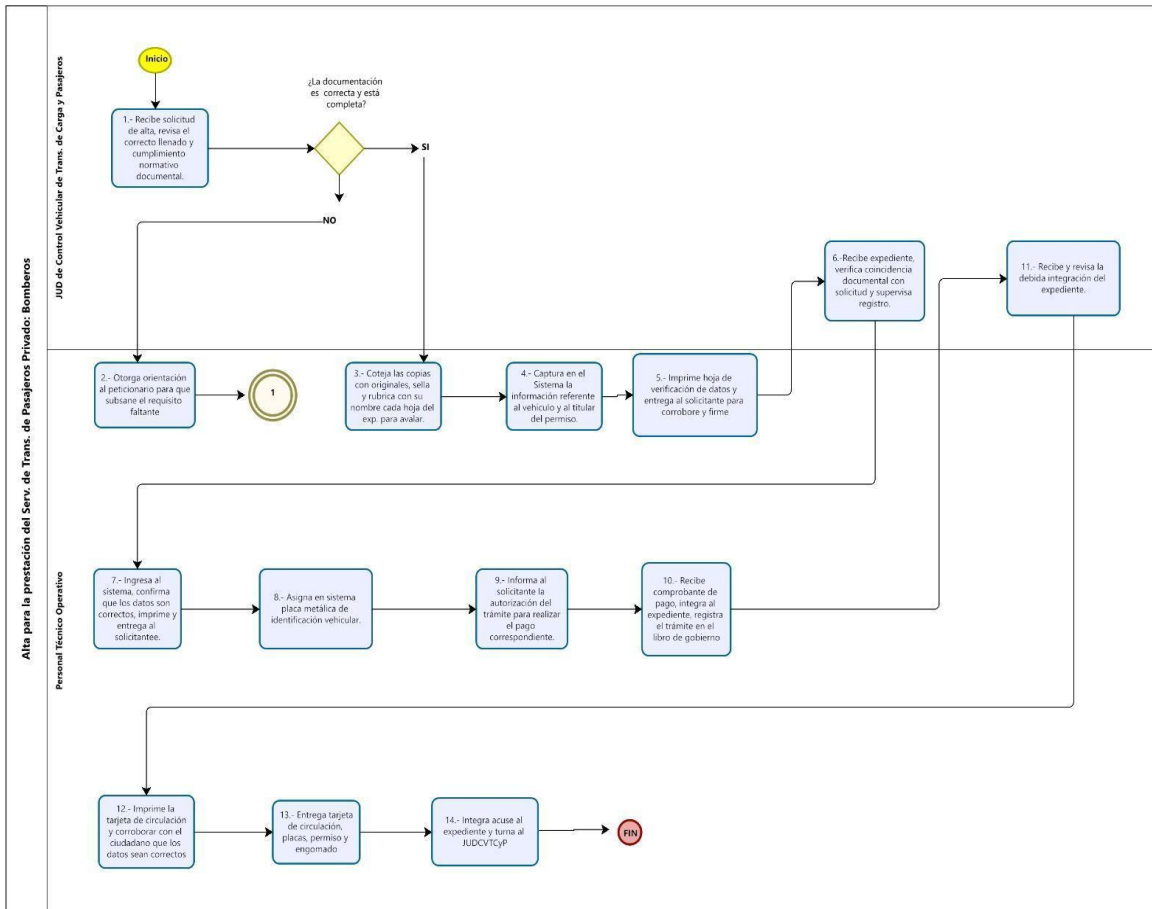 Alta para la prestación del Serv. de Trans. de Pasajeros Privado: Bomberos
JUD de Control Vehicular de Trans. de Carga y Pasajeros
Inicio
1.- Recibe solicitud
de alta, revisa el
correcto llenado y
cumplimiento
normativo
documental.
¿La documentación
es correcta y está
completa?
SI
NO
6.-Recibe expediente,
verifica coincidencia
documental con
solicitud y supervisa
registro.
11.- Recibe y revisa la
debida integración del
expediente.
Personal Técnico Operativo
2.- Otorga orientación
al peticionario para que
subsane el requisito
faltante
1
3.- Coteja las copias
con originales, sella
y rubrica con su
nombre cada hoja del
exp. para avalar.
4.- Captura en el
Sistema la
información referente
al vehiculo y al titular
del permiso.
5.- Imprime hoja de
verificación de datos y
entrega al solicitante para
corrobore y firme
7.- Ingresa al
sistema, confirma
que los datos son
correctos, imprime y
entrega al
solicitantee.
8.- Asigna en sistema
placa metálica de
identificación vehicular.
9.- Informa al
solicitante la
autorización del
trámite para realizar
el pago
correspondiente.
10.- Recibe
comprobante de
pago, integra al
expediente, registra
el trámite en el
libro de gobierno
12.- Imprime la
tarjeta de circulación
y corroborar con el
ciudadano que los
datos sean correctos
13.- Entrega tarjeta
de circulación,
placas, permiso y
engomado
14.- Integra acuse al
expediente y turna al
JUDCVTCyP
FIN